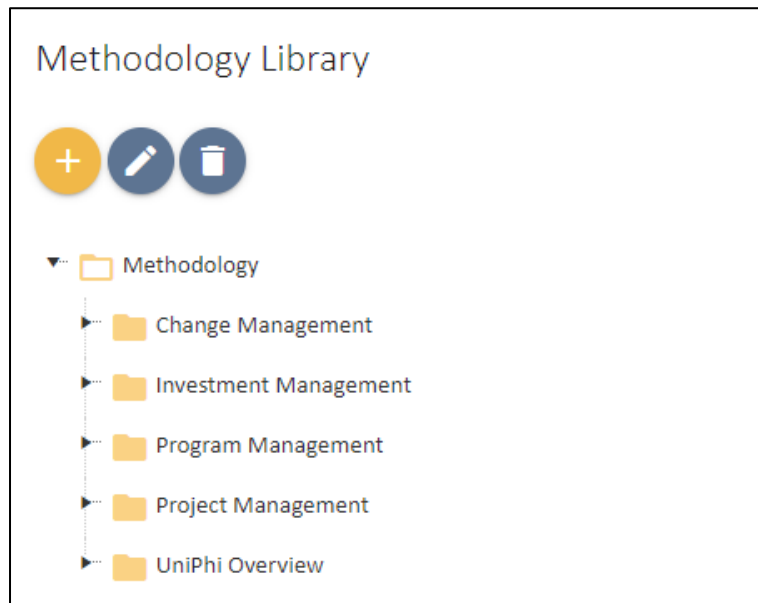 Methodology Library
Methodology
Change Management
Investment Management
Program Management
Project Management
UniPhi Overview